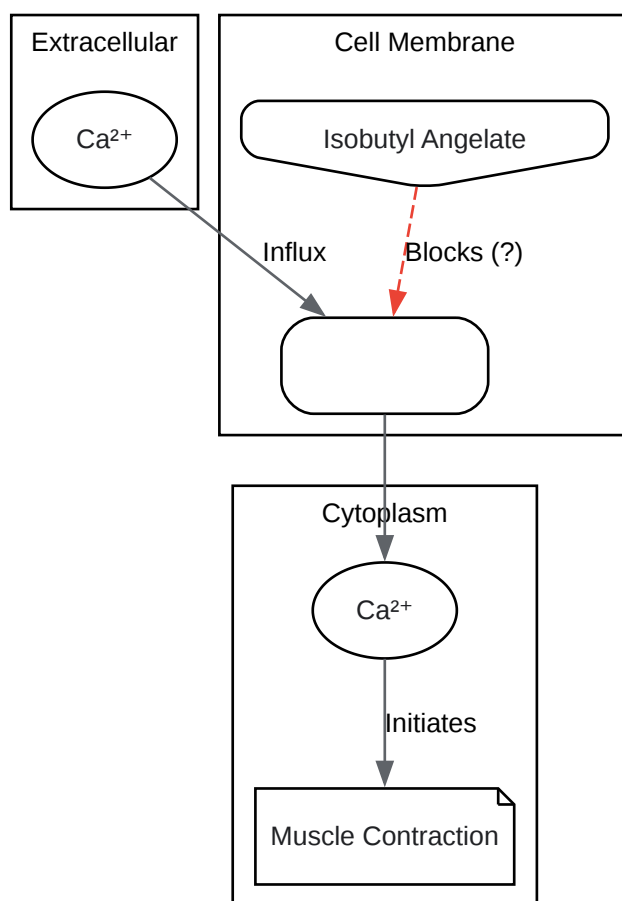 Extracellular
Cell Membrane
Ca²⁺
Isobutyl Angelate
Influx
Blocks (?)
Cytoplasm
Ca²⁺
Initiates
Muscle Contraction